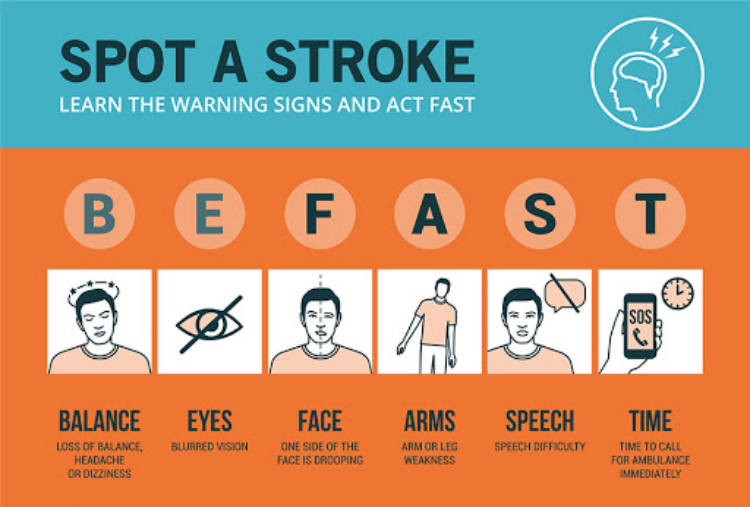 SPOT A STROKE
LEARN THE WARNING SIGNS AND ACT FAST
B E F A S T
SOS
BALANCE
LOSS OF BALANCE,
HEADACHE
OR DIZZINESS
EYES
BLURRED VISION
FACE
ONE SIDE OF THE
FACE IS DROOPING
ARMS
ARM OR LEG
WEAKNESS
SPEECH
SPEECH DIFFICULTY
TIME
TIME TO CALL
FOR AMBULANCE
IMMEDIATELY